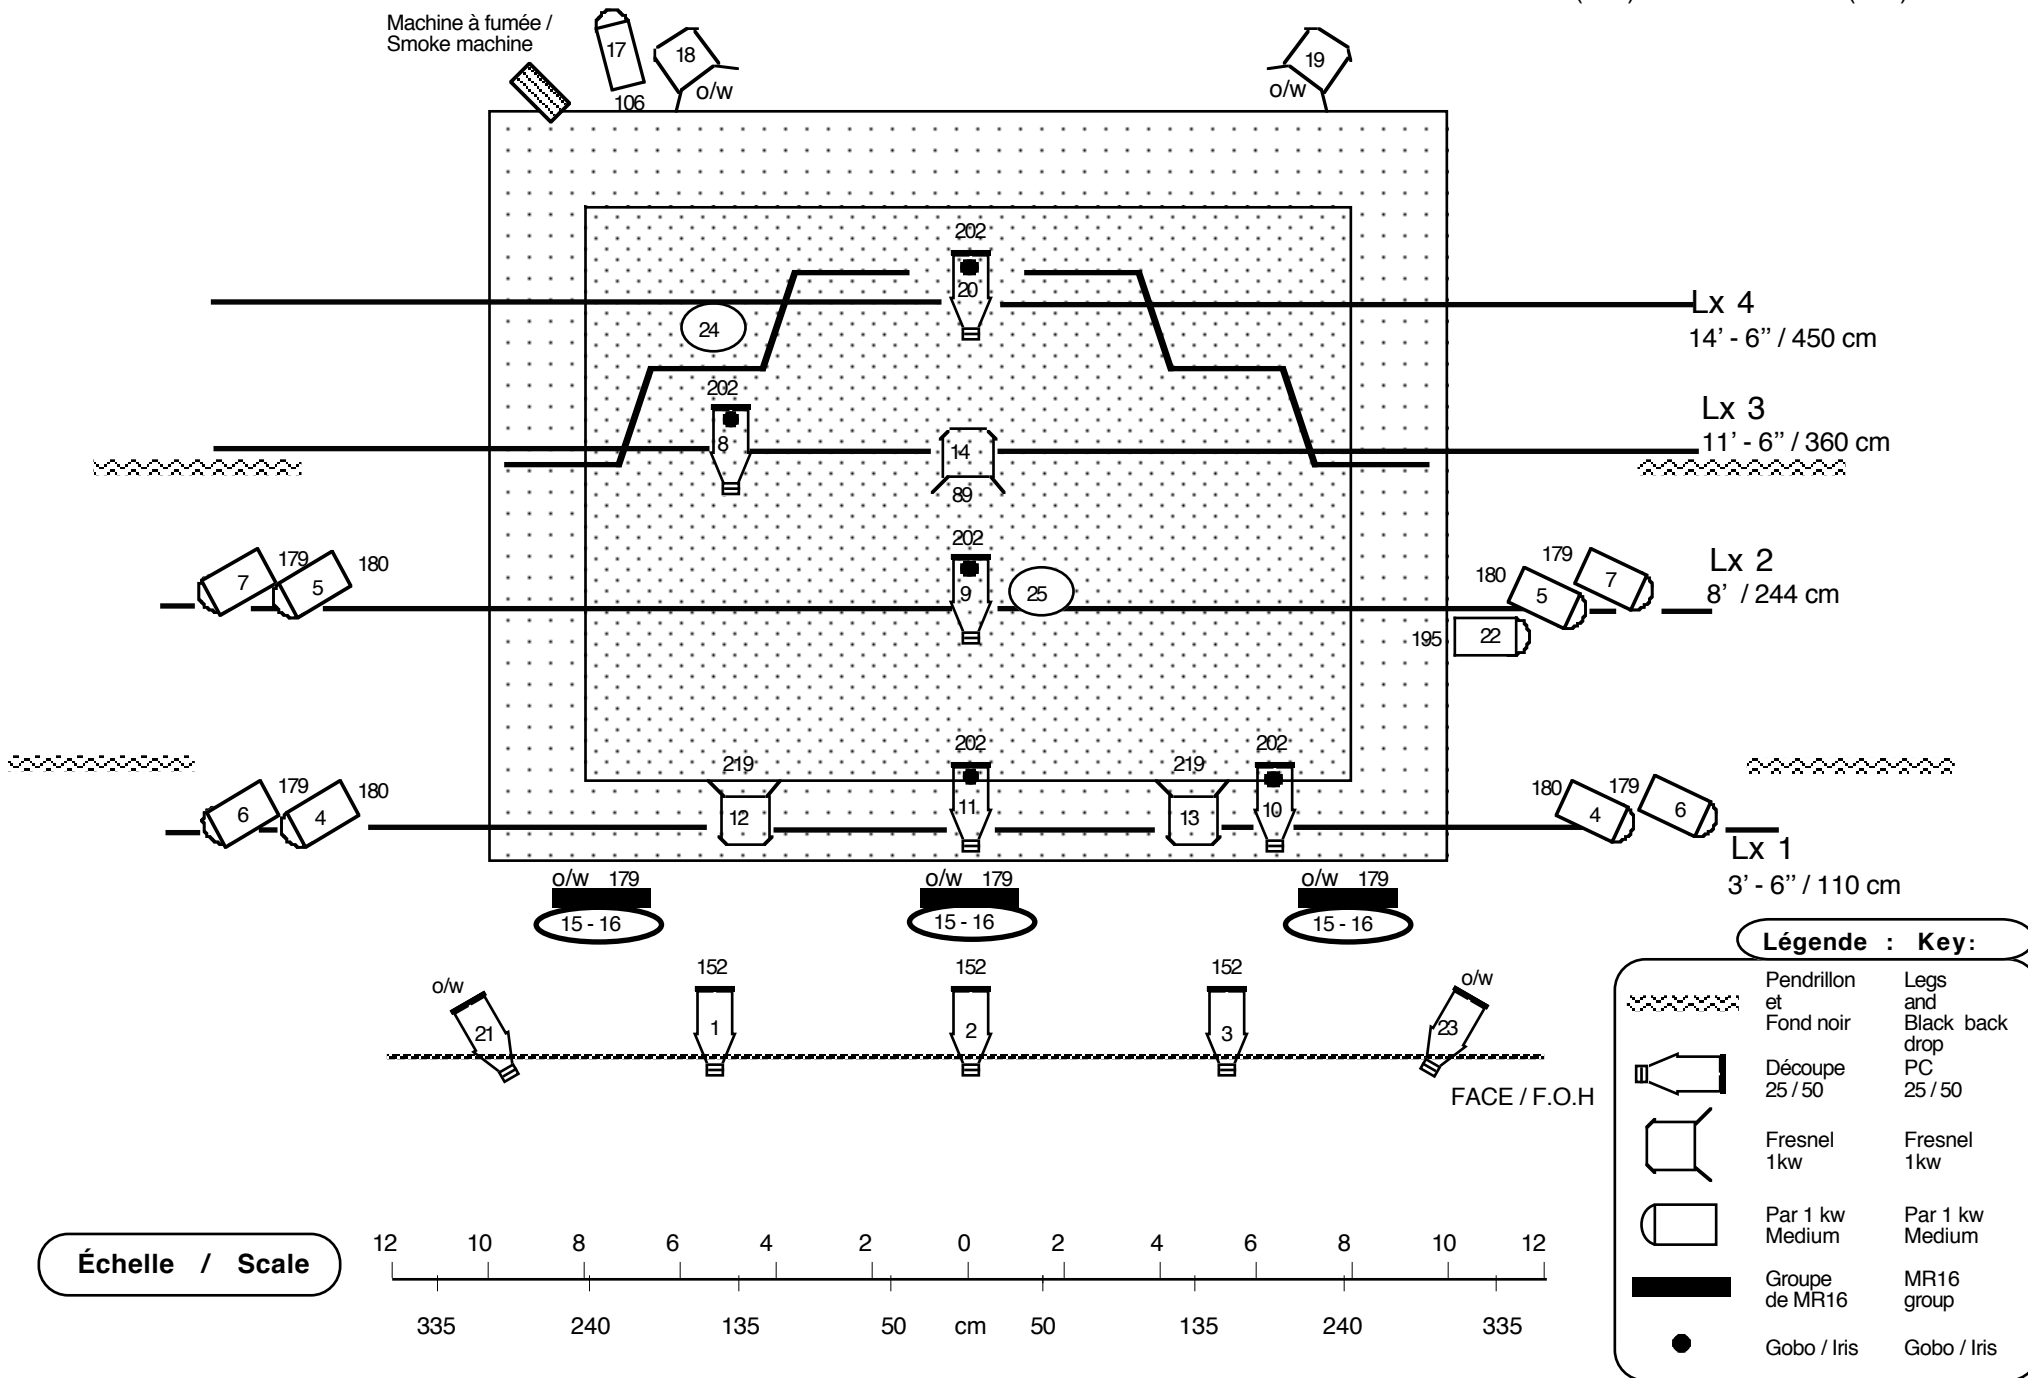 Machine à fumée /
Smoke machine
17
18
19
106
o/w
o/w
202
20
Lx 4
14' - 6" / 450 cm
24
202
8
14
89
Lx 3
11' - 6" / 360 cm
202
9
25
7
179
5
180
180
5
179
7
Lx 2
8' / 244 cm
195
22
219
202
219
202
6
179
4
180
12
11
13
10
180
4
179
6
Lx 1
3' - 6" / 110 cm
o/w 179
o/w 179
o/w 179
15 - 16
15 - 16
15 - 16
o/w
152
152
152
o/w
21
1
2
3
23
FACE / F.O.H
Légende : Key:
Pendrillon
et
Fond noir
Legs
and
Black back
drop
Découpe
25 / 50
PC
25 / 50
Fresnel
1kw
Fresnel
1kw
Par 1 kw
Medium
Par 1 kw
Medium
Groupe
de MR16
MR16
group
Gobo / Iris
Gobo / Iris
Échelle / Scale
12 10 8 6 4 2 0 2 4 6 8 10 12
335 240 135 50 cm 50 135 240 335